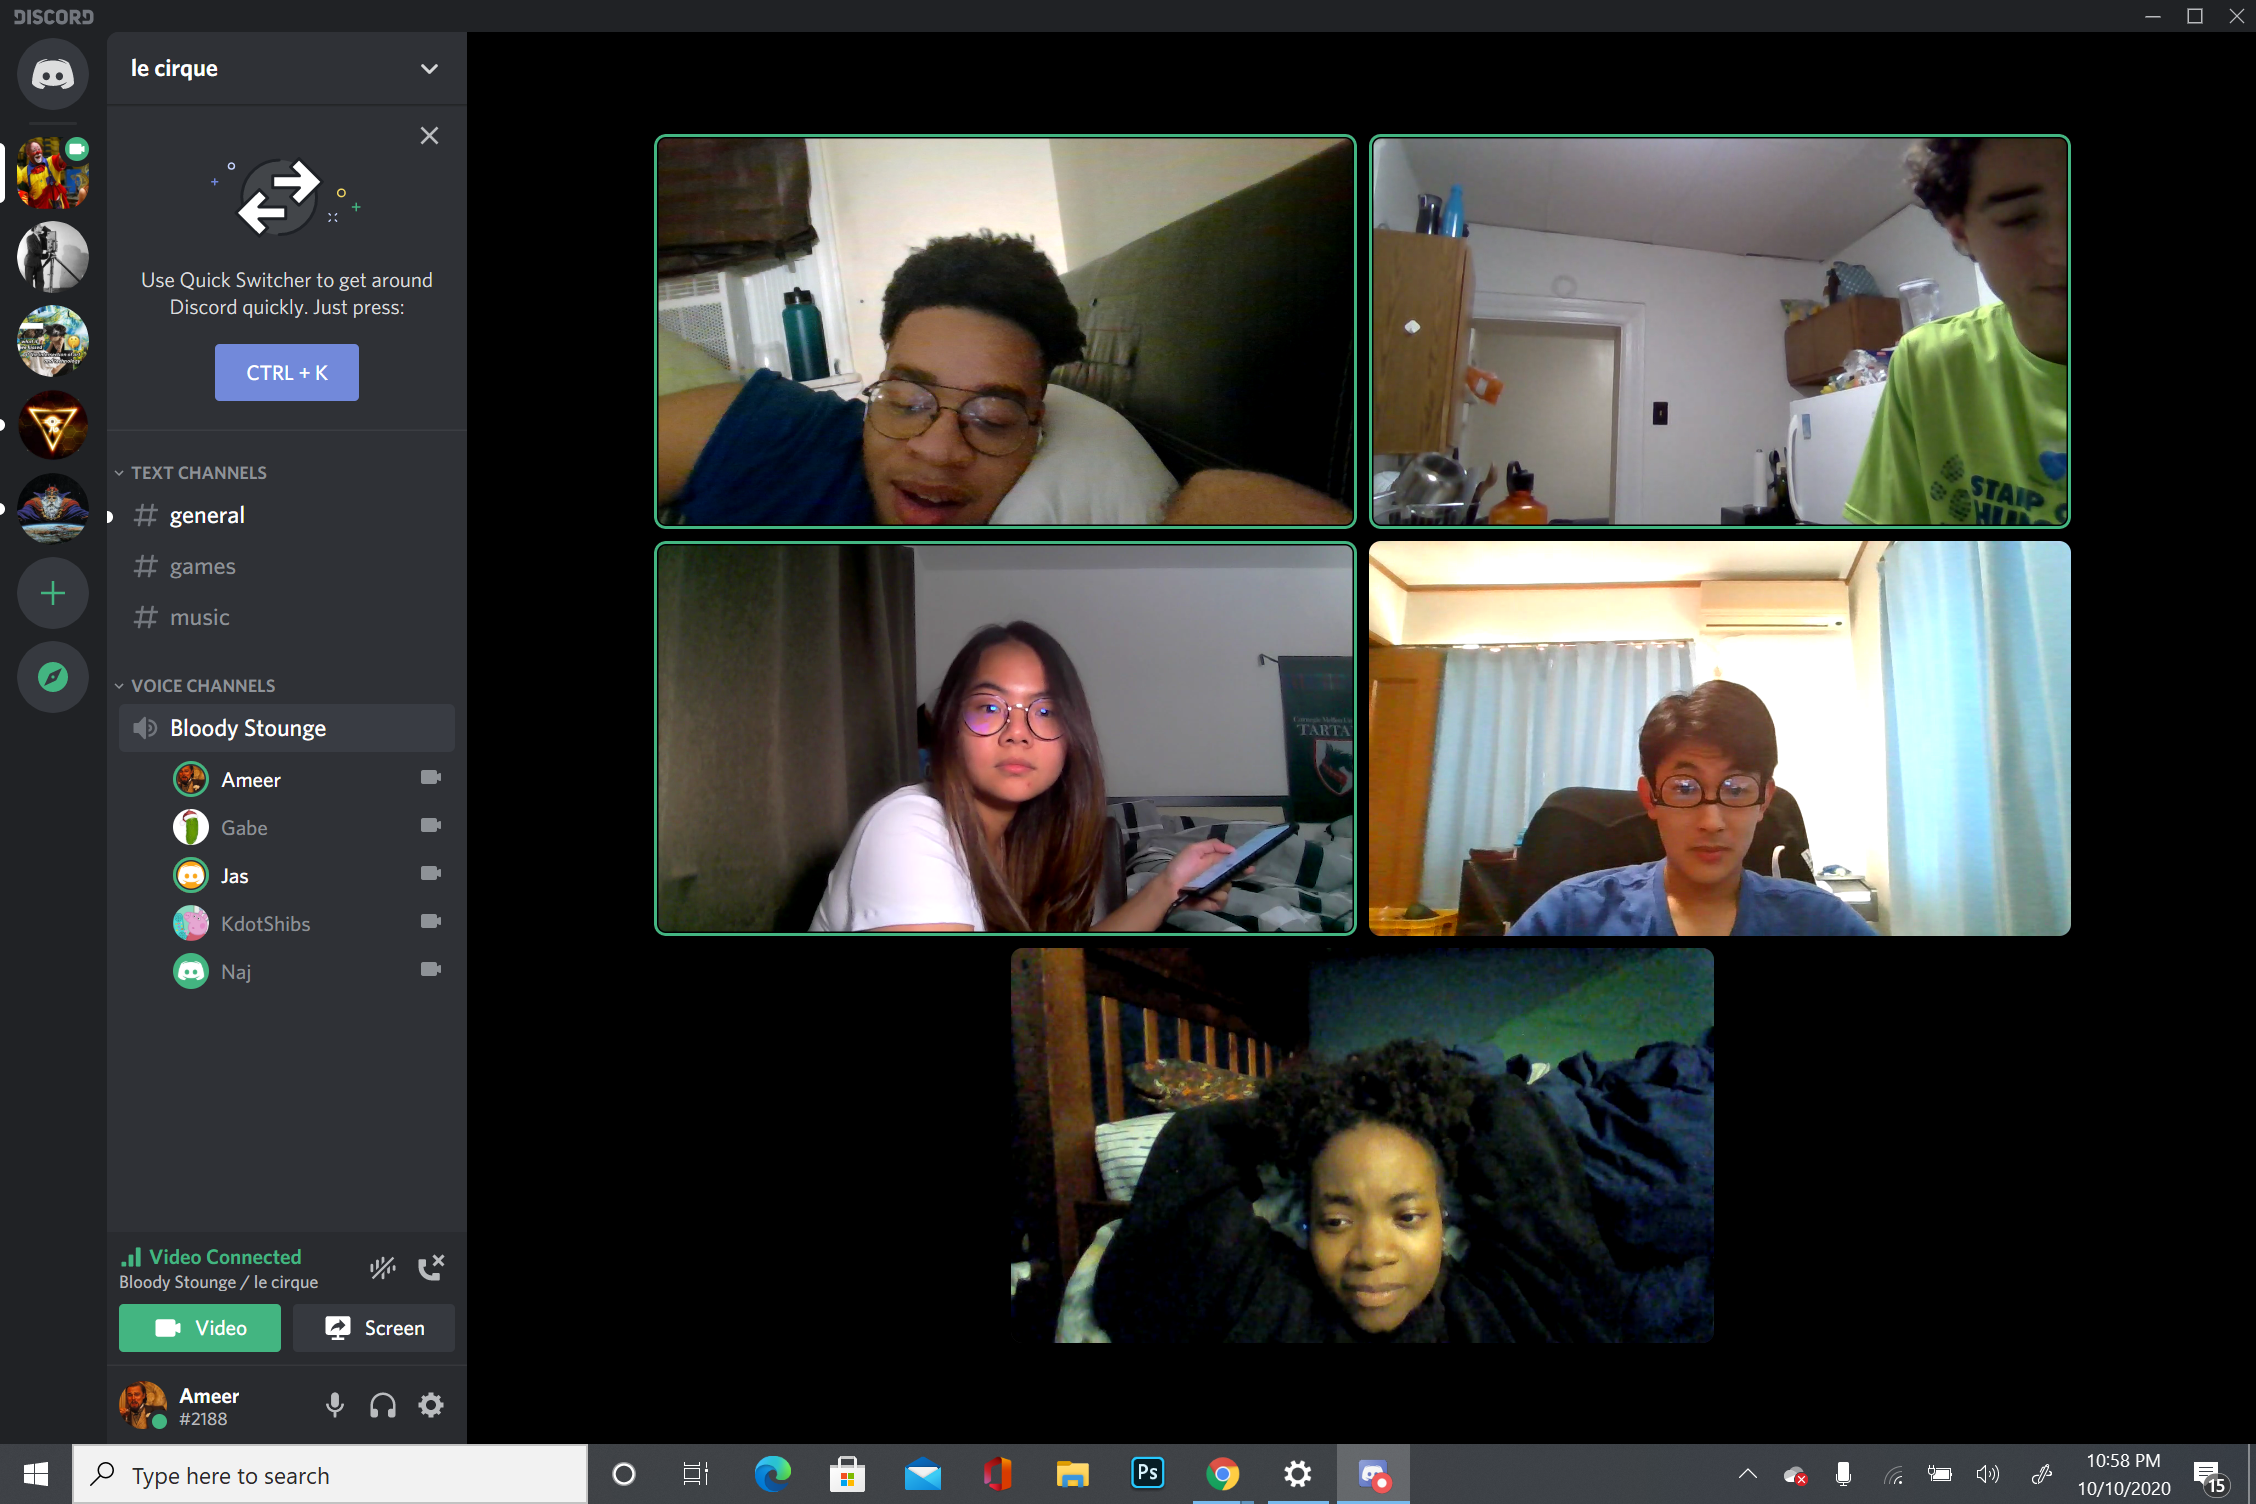 DISCORD
le cirque
Use Quick Switcher to get around
Discord quickly. Just press:
CTRL + K
TEXT CHANNELS
# general
# games
# music
VOICE CHANNELS
Bloody Stounge
Ameer
Gabe
Jas
KdotShibs
Naj
Video Connected
Bloody Stounge / le cirque
Video
Screen
Ameer
#2188
TARTA
Type here to search
Ps
10:58 PM
10/10/2020
15